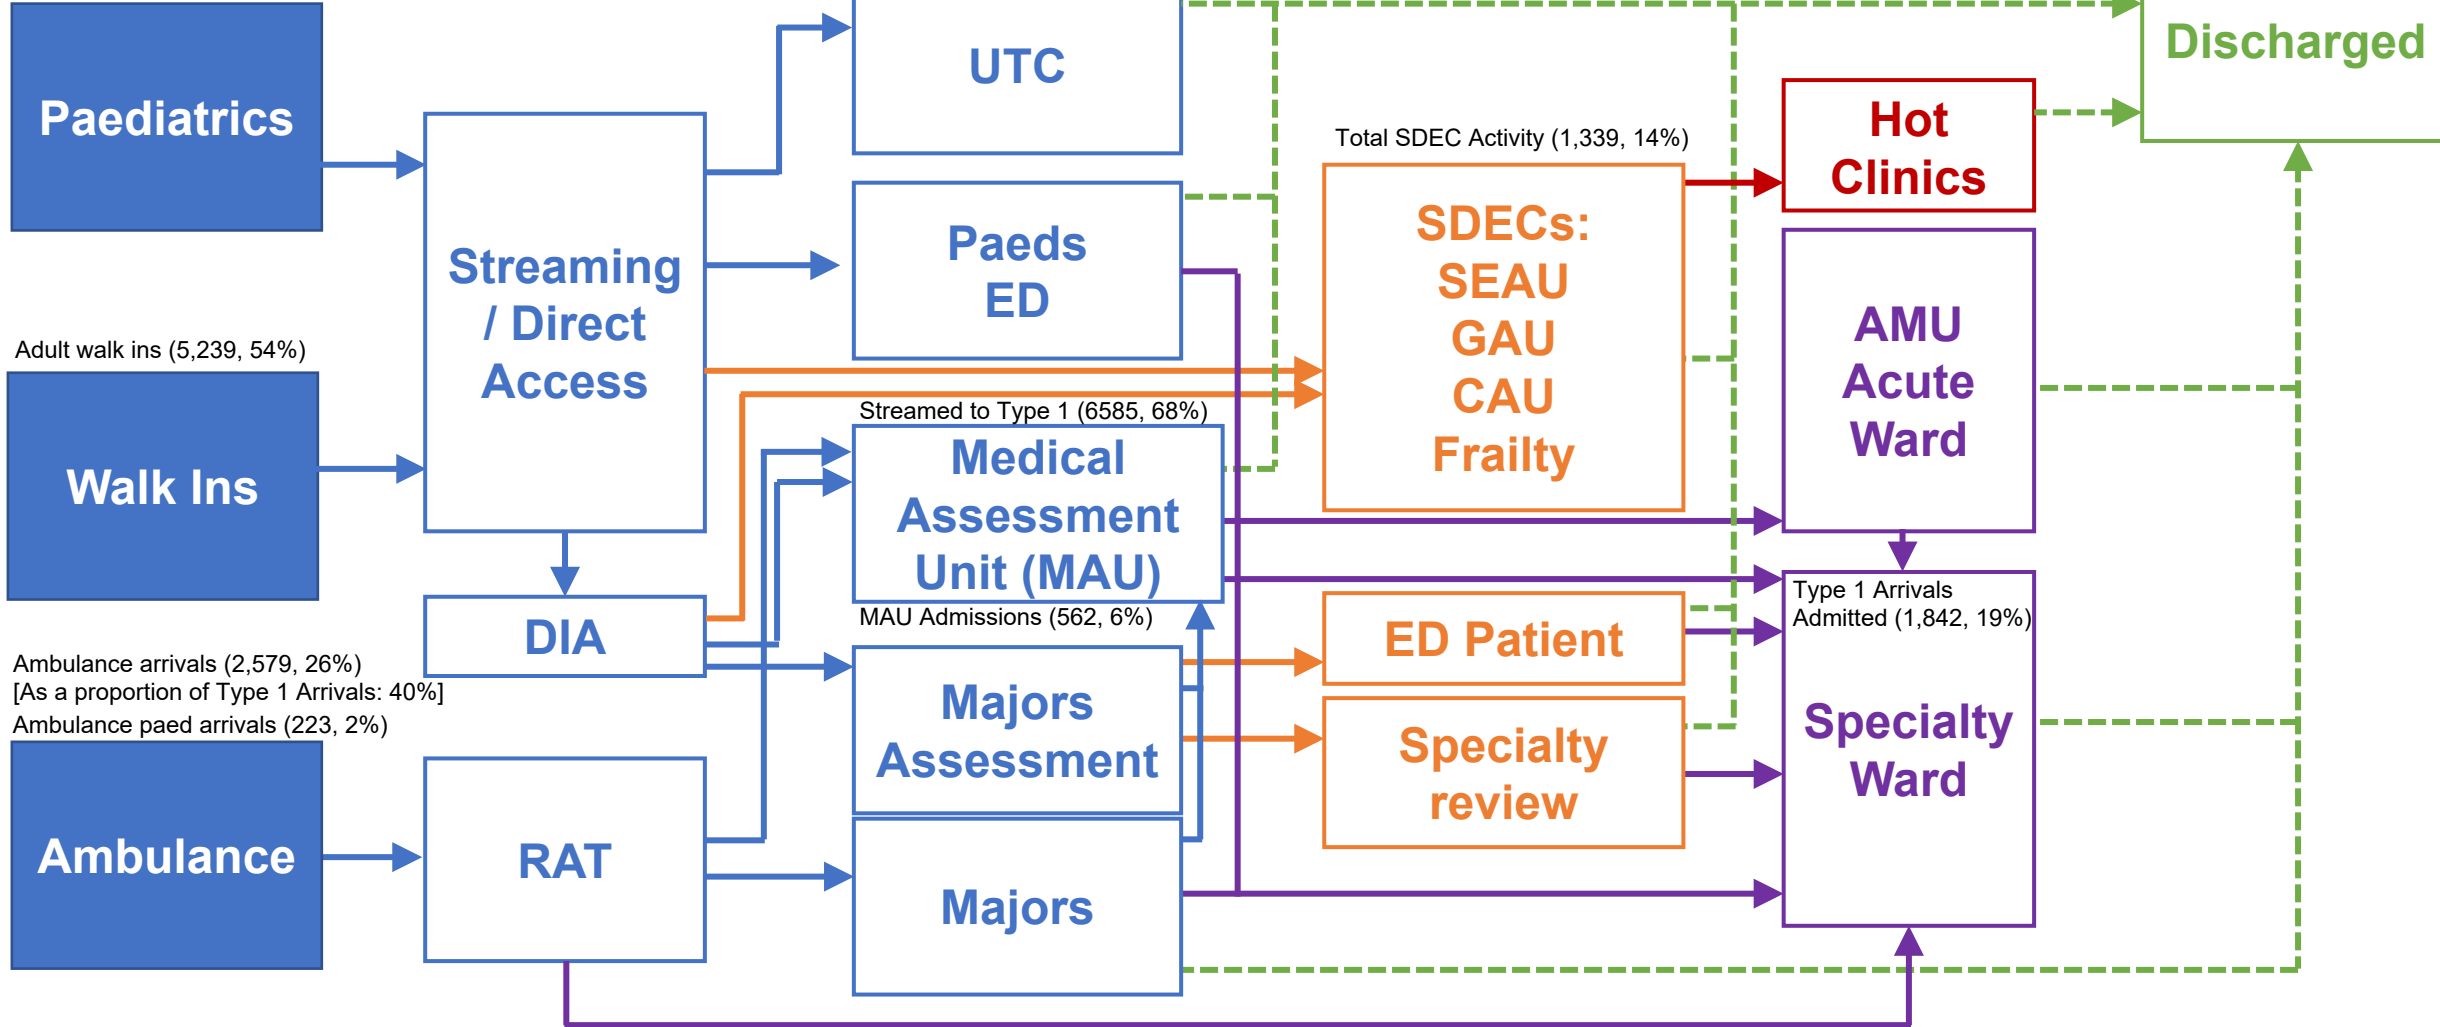 Paediatrics
Adult walk ins (5,239, 54%)
Walk Ins
Ambulance arrivals (2,579, 26%)
[As a proportion of Type 1 Arrivals: 40%]
Ambulance paed arrivals (223, 2%)
Ambulance
Streaming
/ Direct
Access
DIA
RAT
UTC
Paeds
ED
Streamed to Type 1 (6585, 68%)
Medical
Assessment
Unit (MAU)
MAU Admissions (562, 6%)
Majors
Assessment
Majors
Total SDEC Activity (1,339, 14%)
SDECs:
SEAU
GAU
CAU
Frailty
ED Patient
Specialty
review
Hot
Clinics
AMU
Acute
Ward
Type 1 Arrivals
Admitted (1,842, 19%)
Specialty
Ward
Discharged